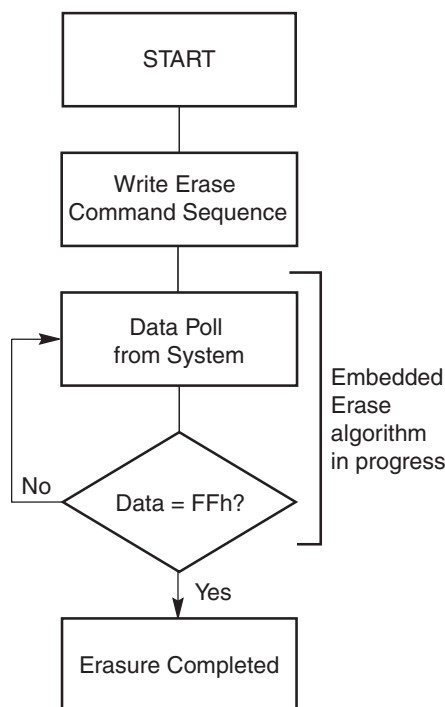 START
Write Erase
Command Sequence
Data Poll
from System
Embedded
Erase
algorithm
in progress
No
Data = FFh?
Yes
Erasure Completed